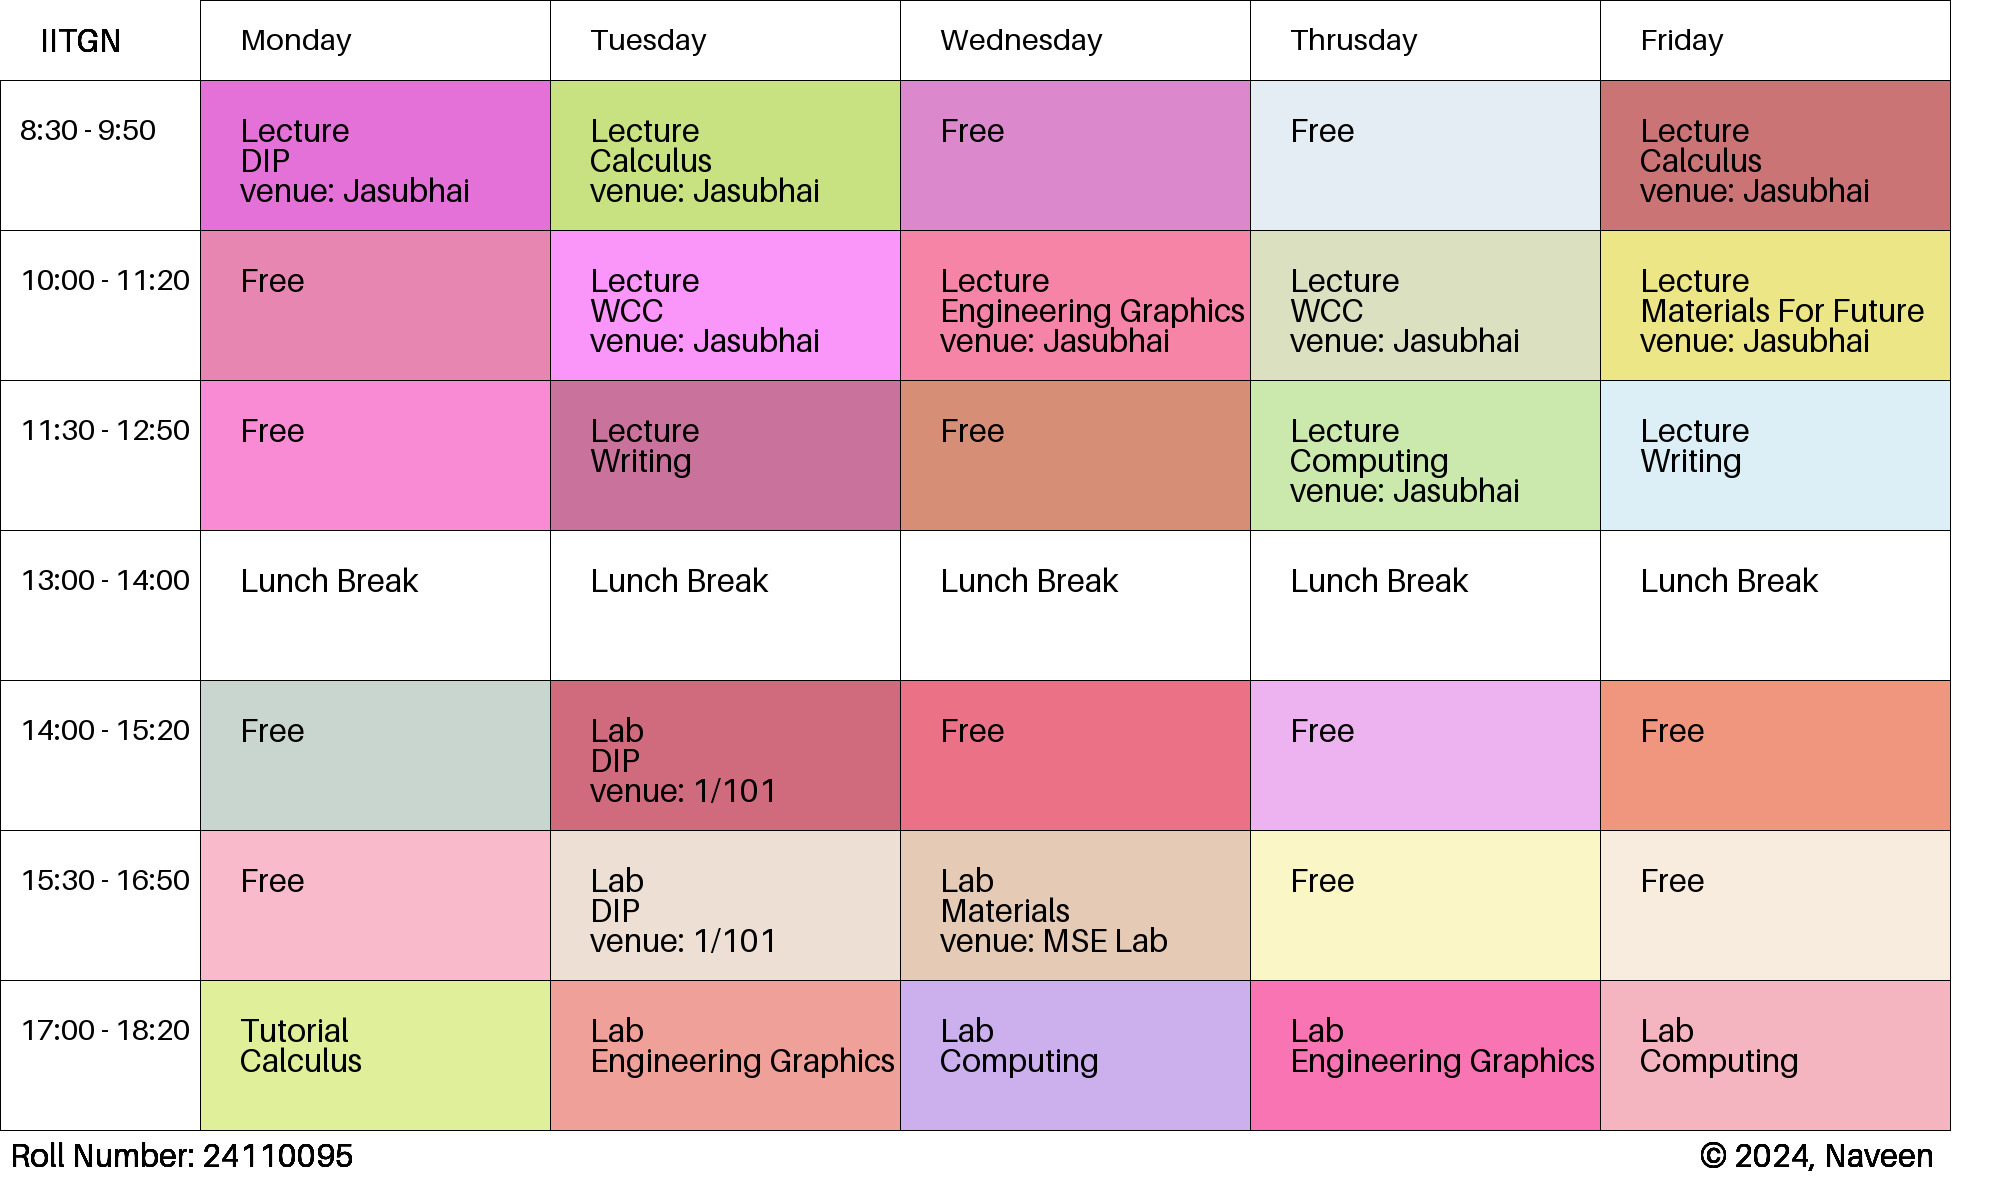 IITGN
Monday
Tuesday
Wednesday
Thrusday
Friday
8:30 - 9:50
Lecture
DIP
venue: Jasubhai
Lecture
Calculus
venue: Jasubhai
Free
Free
Lecture
Calculus
venue: Jasubhai
10:00 - 11:20
Free
Lecture
WCC
venue: Jasubhai
Lecture
Engineering Graphics
venue: Jasubhai
Lecture
WCC
venue: Jasubhai
Lecture
Materials For Future
venue: Jasubhai
11:30 - 12:50
Free
Lecture
Writing
Free
Lecture
Computing
venue: Jasubhai
Lecture
Writing
13:00 - 14:00
Lunch Break
Lunch Break
Lunch Break
Lunch Break
Lunch Break
14:00 - 15:20
Free
Lab
DIP
venue: 1/101
Free
Free
Free
15:30 - 16:50
Free
Lab
DIP
venue: 1/101
Lab
Materials
venue: MSE Lab
Free
Free
17:00 - 18:20
Tutorial
Calculus
Lab
Engineering Graphics
Lab
Computing
Lab
Engineering Graphics
Lab
Computing
Roll Number: 24110095
© 2024, Naveen